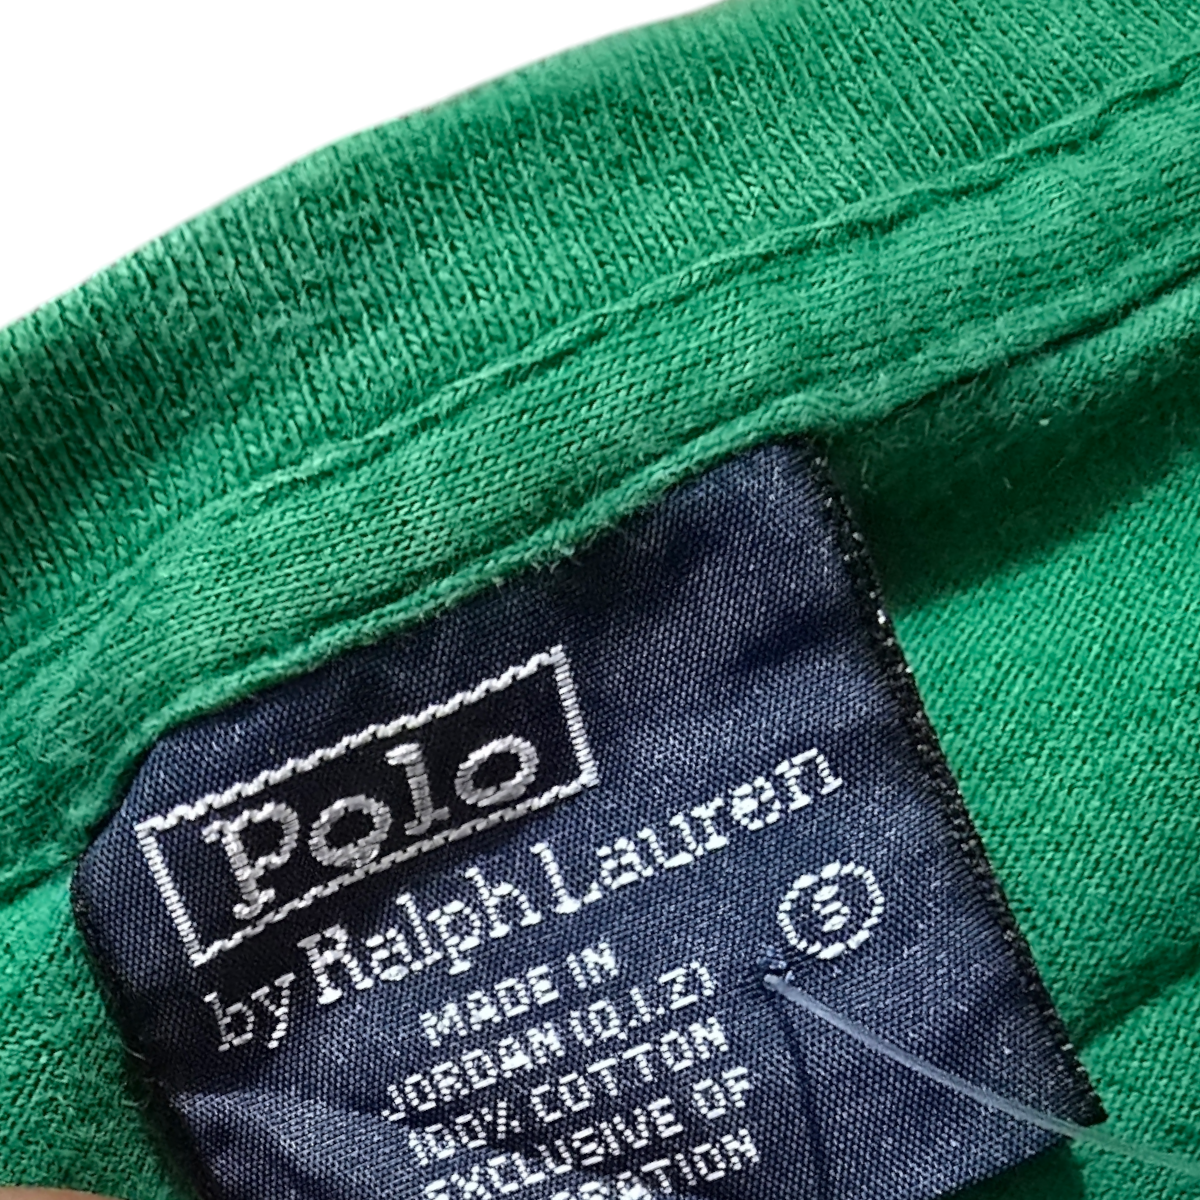 Polo
by Ralph Lauren
S
MADE IN
JORDAN (Q.I.Z)
100% COTTON
EXCLUSIVE OF